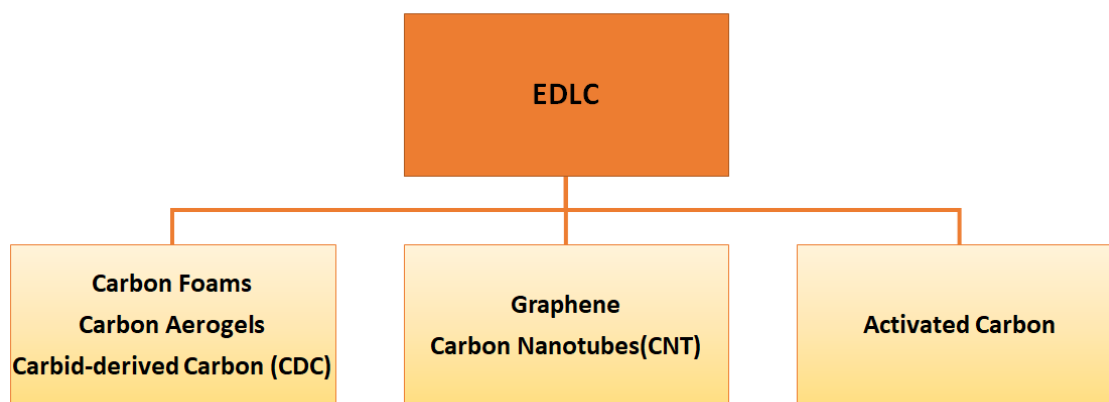 EDLC
Carbon Foams
Carbon Aerogels
Carbid-derived Carbon (CDC)
Graphene
Carbon Nanotubes(CNT)
Activated Carbon